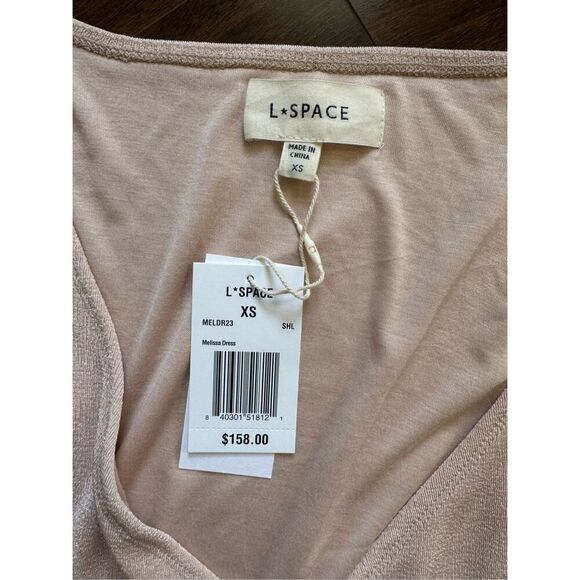 L★SPACE
MADE IN
CHINA
XS
L*SPACE
XS
MELDR23 SHL
Melissa Dress
8 40301 51812 1
$158.00